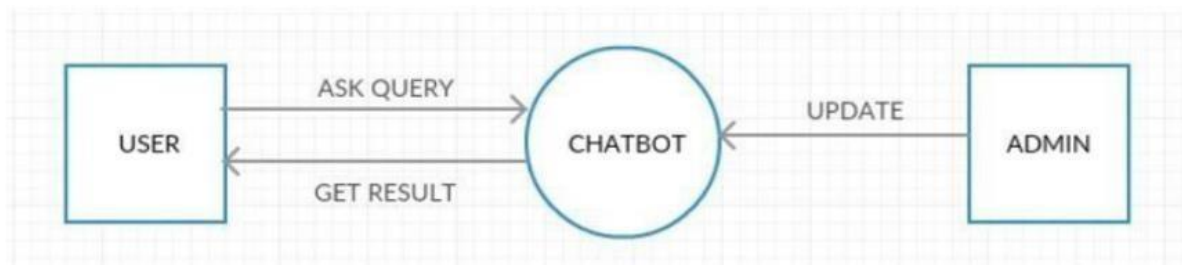 ASK QUERY
USER
GET RESULT
CHATBOT
UPDATE
ADMIN